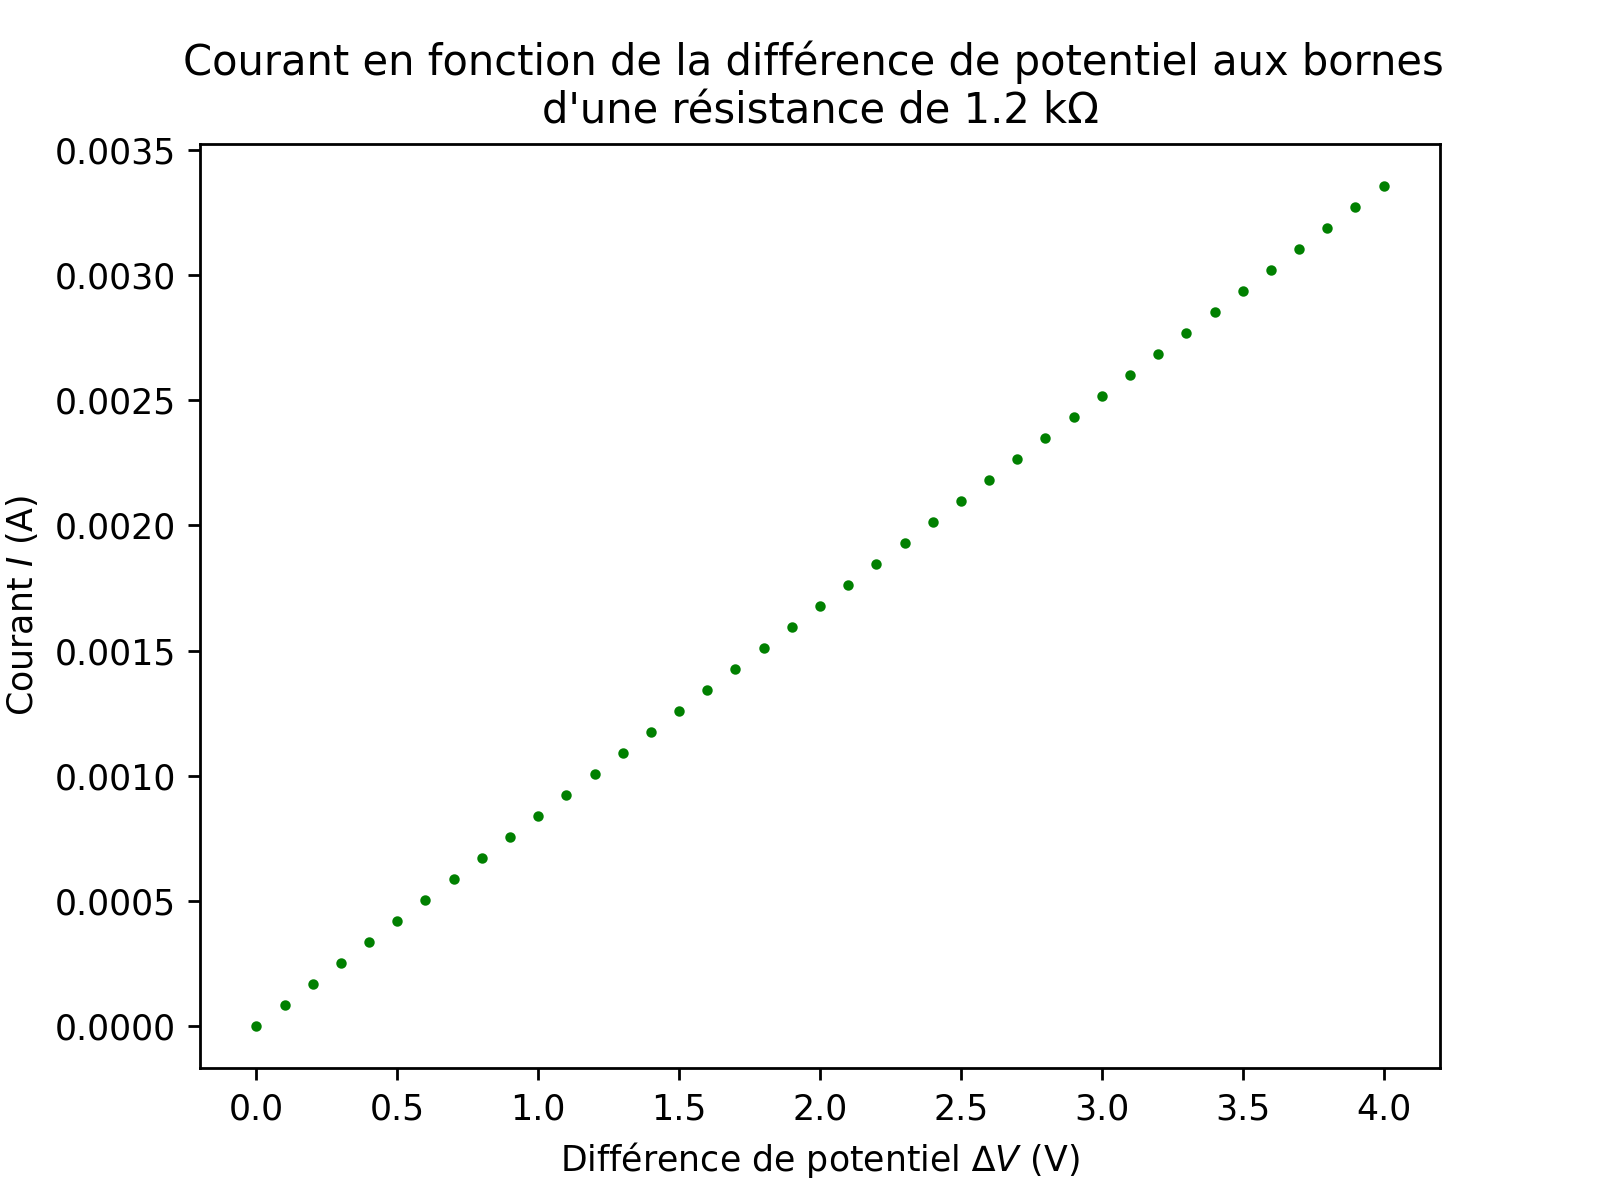 Courant en fonction de la différence de potentiel aux bornes
d'une résistance de 1.2 kΩ
0.0035
0.0030
0.0025
0.0020
0.0015
0.0010
0.0005
0.0000
Courant I (A)
0.0 0.5 1.0 1.5 2.0 2.5 3.0 3.5 4.0
Différence de potentiel ΔV (V)